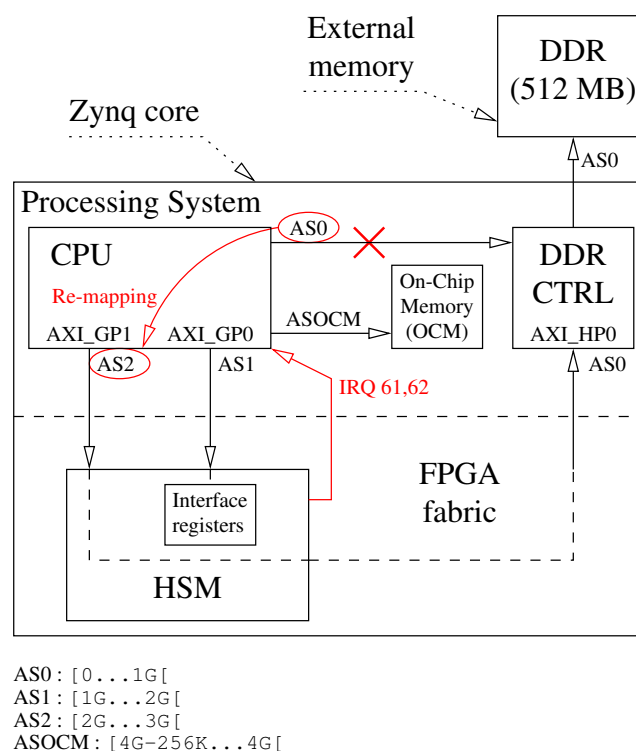 External
memory
DDR
(512 MB)
Zynq core
AS0
Processing System
AS0
CPU
DDR
CTRL
On-Chip
Memory
(OCM)
Re-mapping
ASOCM
AXI_GP1
AXI_GP0
AXI_HP0
AS2
AS1
AS0
IRQ 61,62
FPGA
fabric
Interface
registers
HSM
AS0 : [0...1G[
AS1 : [1G...2G[
AS2 : [2G...3G[
ASOCM : [4G-256K...4G[